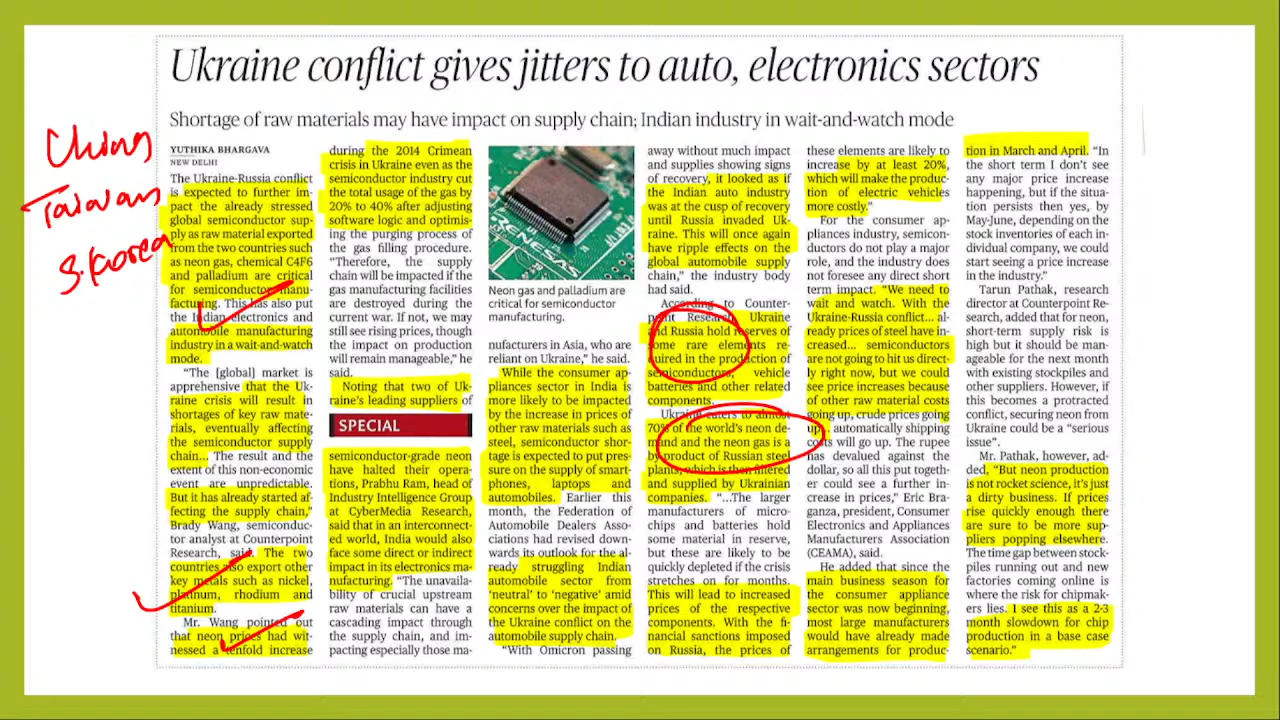 Ukraine conflict gives jitters to auto, electronics sectors
Shortage of raw materials may have impact on supply chain; Indian industry in wait-and-watch mode
China
Taiwan
S. Korea
YUTHIKA BHARGAVA
NEW DELHI
The Ukraine-Russia conflict
is expected to further im-
pact the already stressed
global semiconductor sup-
ply as raw material exported
from the two countries such
as neon gas, chemical C4F6
and palladium are critical
for semiconductor manu-
facturing. This has also put
the Indian electronics and
automobile manufacturing
industry in a wait-and-watch
mode.
"The [global] market is
apprehensive that the Uk-
raine crisis will result in
shortages of key raw mate-
rials, eventually affecting
the semiconductor supply
chain... The result and the
extent of this non-economic
event are unpredictable.
But it has already started af-
fecting the supply chain,"
Brady Wang, semiconduc-
tor analyst at Counterpoint
Research, said. The two
countries also export other
key metals such as nickel,
platinum, rhodium and
titanium.
Mr. Wang pointed out
that neon prices had wit-
nessed a tenfold increase
during the 2014 Crimean
crisis in Ukraine even as the
semiconductor industry cut
the total usage of the gas by
20% to 40% after adjusting
software logic and optimis-
ing the purging process of
the gas filling procedure.
"Therefore, the supply
chain will be impacted if the
gas manufacturing facilities
are destroyed during the
current war. If not, we may
still see rising prices, though
the impact on production
will remain manageable," he
said.
Noting that two of Uk-
raine's leading suppliers of
SPECIAL
semiconductor-grade neon
have halted their opera-
tions, Prabhu Ram, head of
Industry Intelligence Group
at CyberMedia Research,
said that in an interconnect-
ed world, India would also
face some direct or indirect
impact in its electronics ma-
nufacturing. "The unavaila-
bility of crucial upstream
raw materials can have a
cascading impact through
the supply chain, and im-
pacting especially those ma-
RENESAS
Neon gas and palladium are
critical for semiconductor
manufacturing.
nufacturers in Asia, who are
reliant on Ukraine," he said.
While the consumer ap-
pliances sector in India is
more likely to be impacted
by the increase in prices of
other raw materials such as
steel, semiconductor shor-
tage is expected to put pres-
sure on the supply of smart-
phones, laptops and
automobiles. Earlier this
month, the Federation of
Automobile Dealers Asso-
ciations had revised down-
wards its outlook for the al-
ready struggling Indian
automobile sector from
'neutral' to 'negative' amid
concerns over the impact of
the Ukraine conflict on the
automobile supply chain.
"With Omicron passing
away without much impact
and supplies showing signs
of recovery, it looked as if
the Indian auto industry
was at the cusp of recovery
until Russia invaded Uk-
raine. This will once again
have ripple effects on the
global automobile supply
chain," the industry body
had said.
According to Counter-
point Research, Ukraine
and Russia hold reserves of
some rare elements re-
quired in the production of
semiconductors, vehicle
batteries and other related
components.
Ukraine caters to almost
70% of the world's neon de-
mand and the neon gas is a
byproduct of Russian steel
plants, which is then filtered
and supplied by Ukrainian
companies. "...The larger
manufacturers of micro-
chips and batteries hold
some material in reserve,
but these are likely to be
quickly depleted if the crisis
stretches on for months.
This will lead to increased
prices of the respective
components. With the fi-
nancial sanctions imposed
on Russia, the prices of
these elements are likely to
increase by at least 20%,
which will make the produc-
tion of electric vehicles
more costly."
For the consumer ap-
pliances industry, semicon-
ductors do not play a major
role, and the industry does
not foresee any direct short
term impact. "We need to
wait and watch. With the
Ukraine-Russia conflict... al-
ready prices of steel have in-
creased... semiconductors
are not going to hit us direct-
ly right now, but we could
see price increases because
of other raw material costs
going up, crude prices going
up... automatically shipping
costs will go up. The rupee
has devalued against the
dollar, so all this put togeth-
er could see a further in-
crease in prices," Eric Bra-
ganza, president, Consumer
Electronics and Appliances
Manufacturers Association
(CEAMA), said.
He added that since the
main business season for
the consumer appliance
sector was now beginning,
most large manufacturers
would have already made
arrangements for produc-
tion in March and April. "In
the short term I don't see
any major price increase
happening, but if the situa-
tion persists then yes, by
May-June, depending on the
stock inventories of each in-
dividual company, we could
start seeing a price increase
in the industry."
Tarun Pathak, research
director at Counterpoint Re-
search, added that for neon,
short-term supply risk is
high but it should be man-
ageable for the next month
with existing stockpiles and
other suppliers. However, if
this becomes a protracted
conflict, securing neon from
Ukraine could be a "serious
issue".
Mr. Pathak, however, ad-
ded, "But neon production
is not rocket science, it's just
a dirty business. If prices
rise quickly enough there
are sure to be more sup-
pliers popping elsewhere.
The time gap between stock-
piles running out and new
factories coming online is
where the risk for chipmak-
ers lies. I see this as a 2-3
month slowdown for chip
production in a base case
scenario."